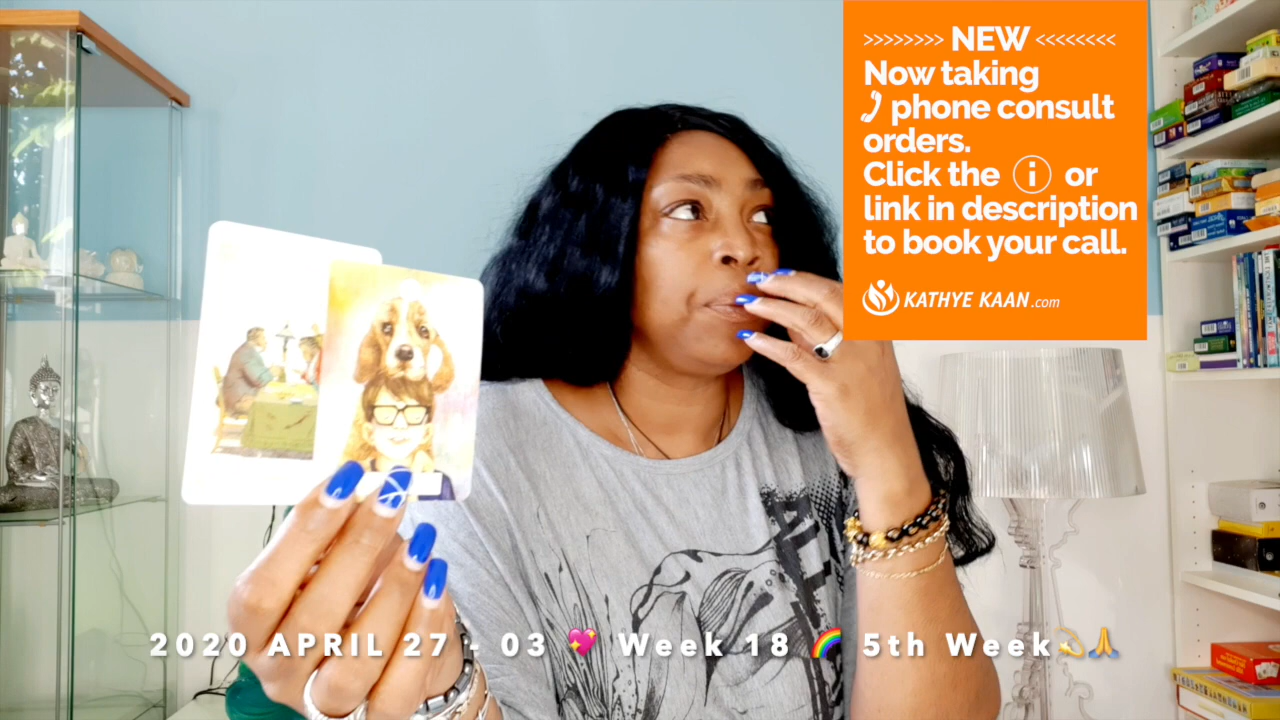 >>>>>>>> NEW <<<<<<<<
Now taking
phone consult
orders.
Click the ⓘ or
link in description
to book your call.
KATHYE KAAN.com
2020 APRIL 27 - 03 💖 Week 18 🌈 5th Week💫🙏